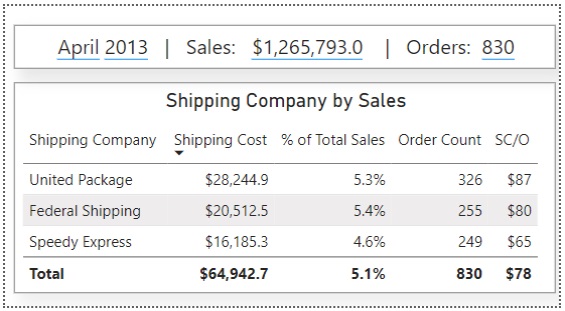 April 2013 | Sales: $1,265,793.0 | Orders: 830
Shipping Company by Sales
Shipping Company Shipping Cost % of Total Sales Order Count SC/O
United Package $28,244.9 5.3% 326 $87
Federal Shipping $20,512.5 5.4% 255 $80
Speedy Express $16,185.3 4.6% 249 $65
Total $64,942.7 5.1% 830 $78